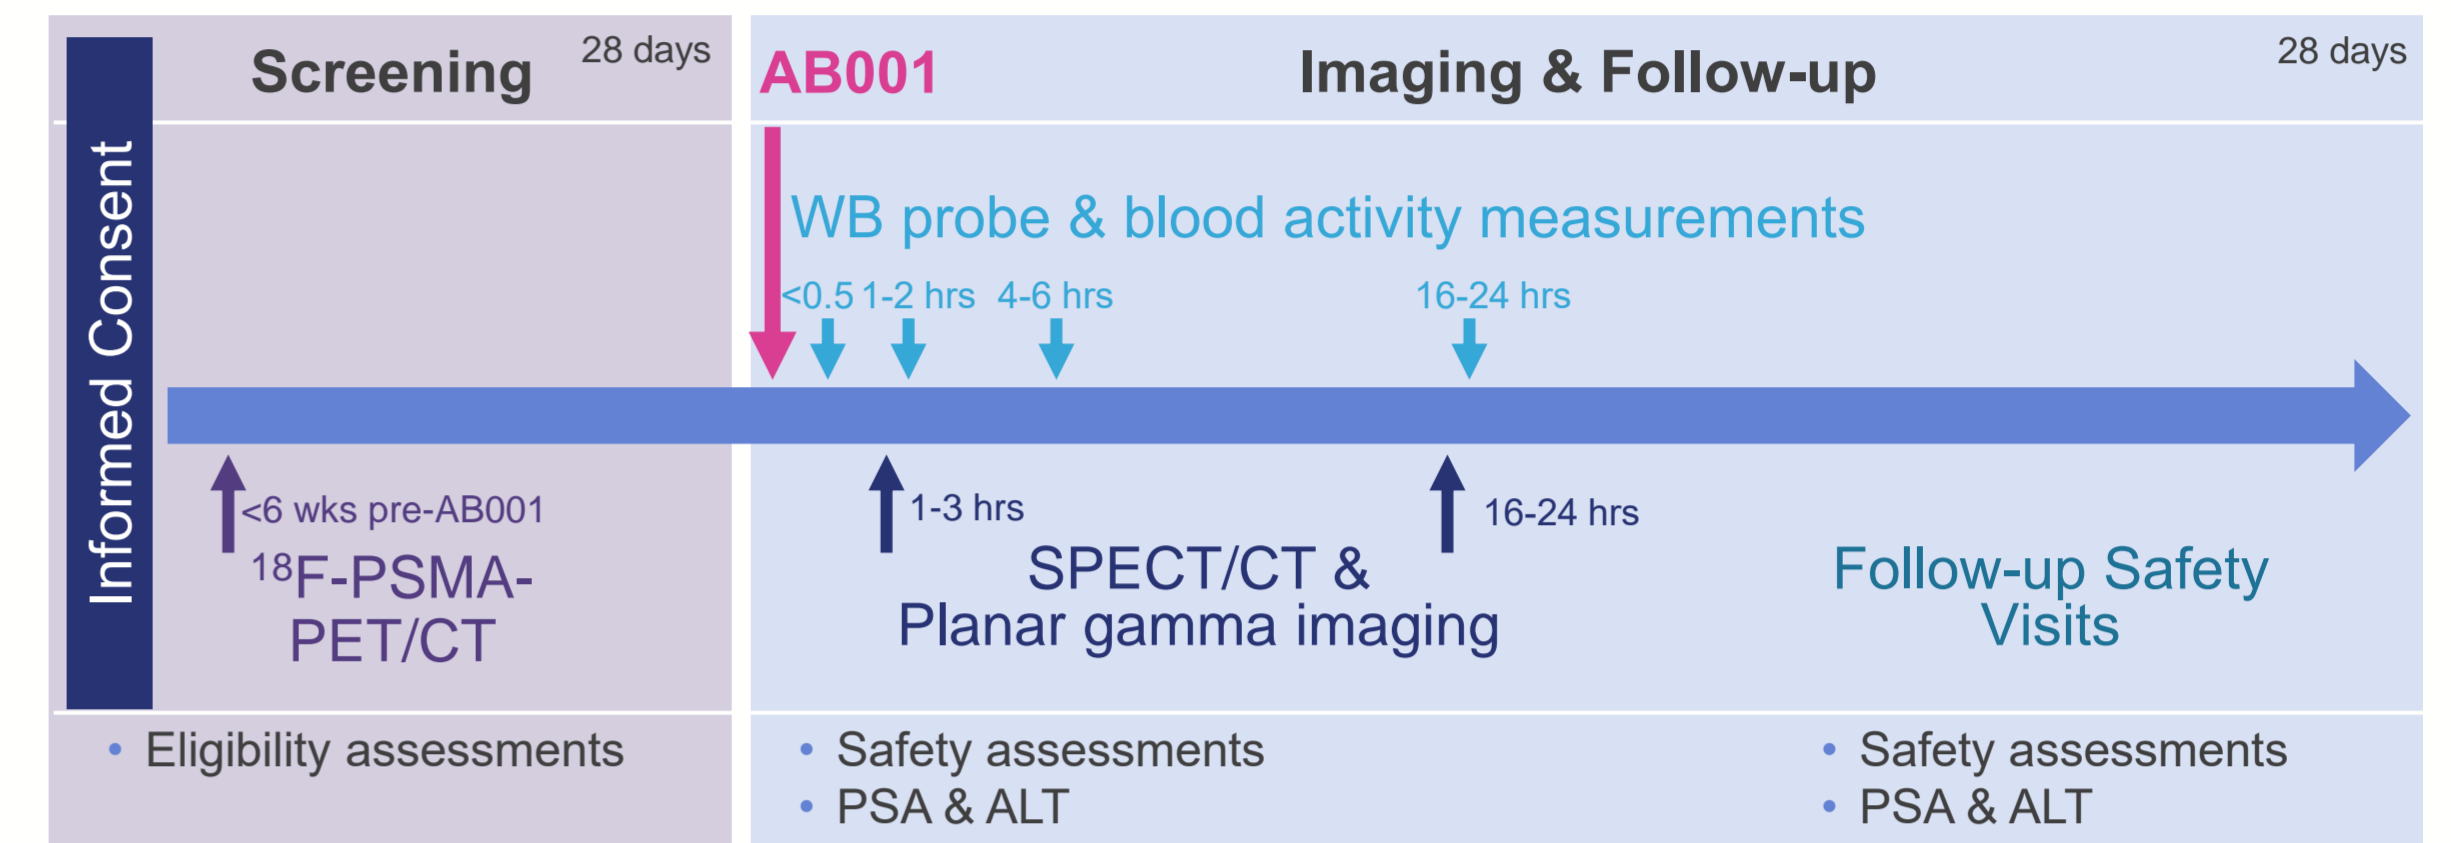 Informed Consent
Screening
28 days
AB001
Imaging & Follow-up
28 days
WB probe & blood activity measurements
<0.5 1-2 hrs 4-6 hrs 16-24 hrs
<6 wks pre-AB001
¹⁸F-PSMA-
PET/CT
1-3 hrs
16-24 hrs
SPECT/CT &
Planar gamma imaging
Follow-up Safety
Visits
• Eligibility assessments
• Safety assessments
• PSA & ALT
• Safety assessments
• PSA & ALT